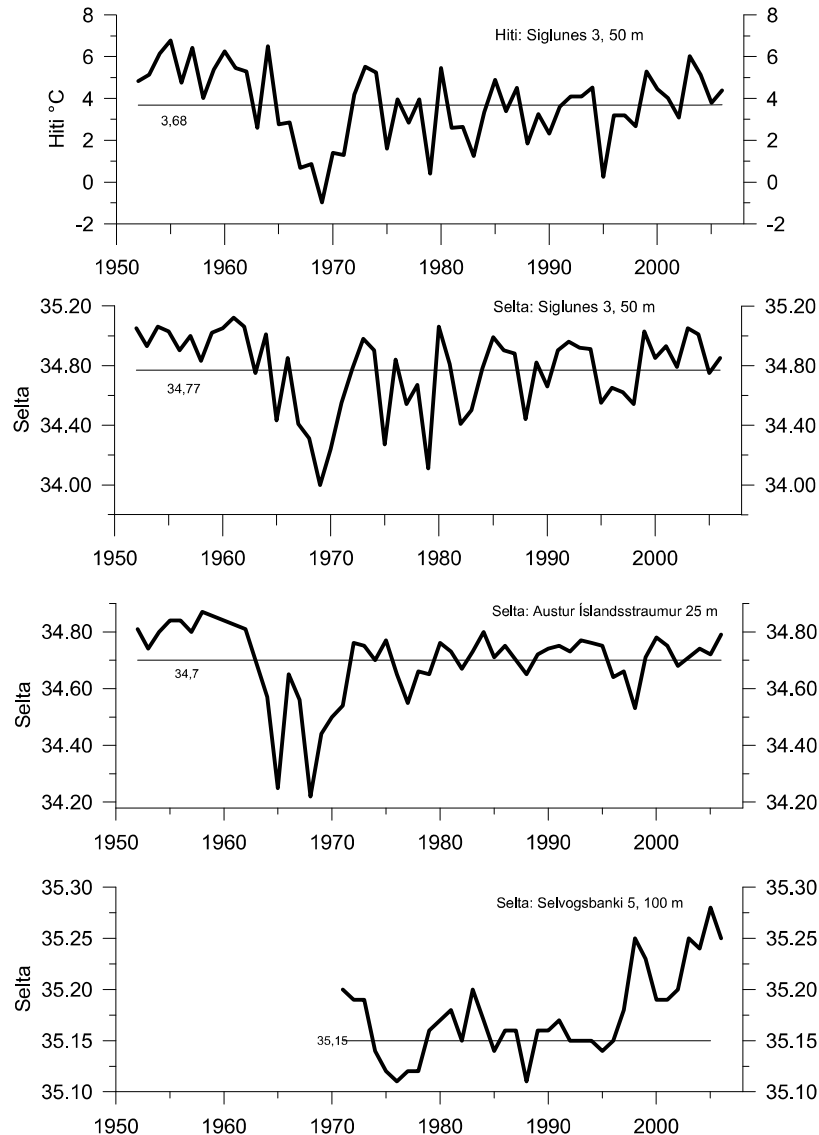 Hiti: Siglunes 3, 50 m
8 8
6 6
4 4
2 2
0 0
-2 -2
Hiti °C
3,68
1950 1960 1970 1980 1990 2000
Selta: Siglunes 3, 50 m
35.20 35.20
34.80 34.80
34.40 34.40
34.00 34.00
Selta
34,77
1950 1960 1970 1980 1990 2000
Selta: Austur Íslandsstraumur 25 m
34.80 34.80
34.60 34.60
34.40 34.40
34.20 34.20
Selta
34,7
1950 1960 1970 1980 1990 2000
Selta: Selvogsbanki 5, 100 m
35.30 35.30
35.25 35.25
35.20 35.20
35.15 35.15
35.10 35.10
Selta
35,15
1950 1960 1970 1980 1990 2000